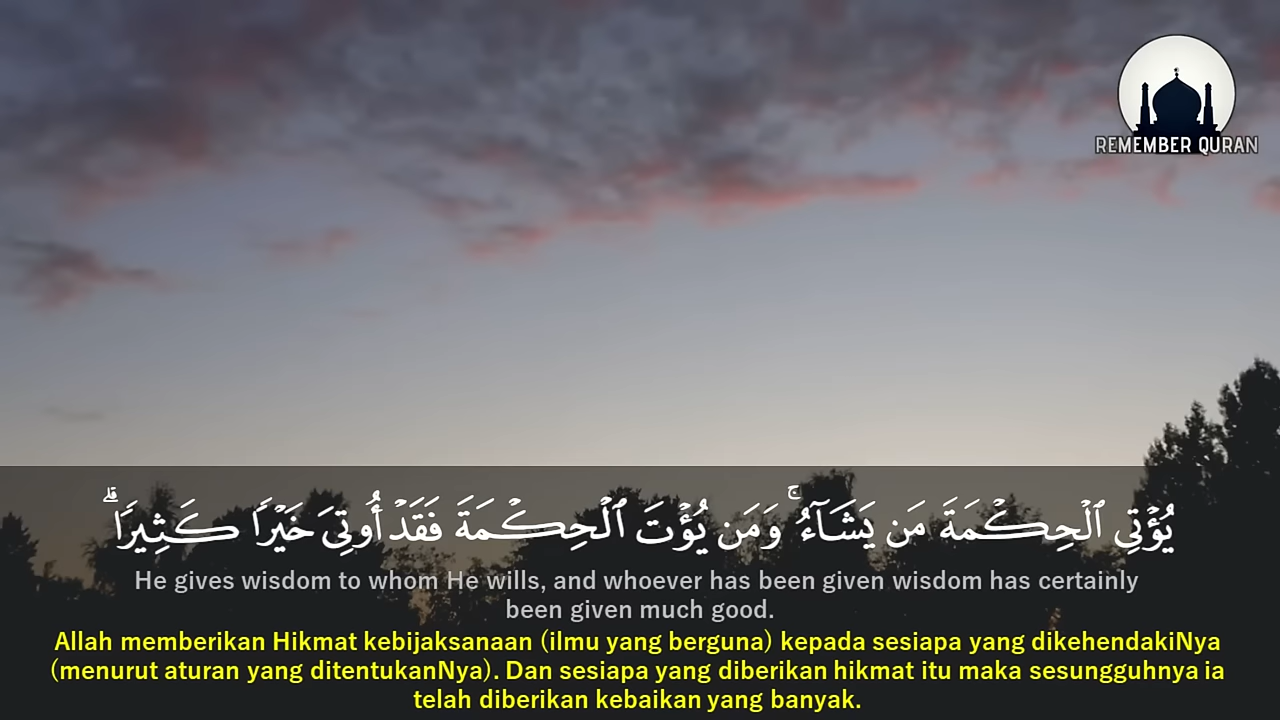 REMEMBER QURAN
يُؤْتِى ٱلْحِكْمَةَ مَن يَشَآءُ ۚ وَمَن يُؤْتَ ٱلْحِكْمَةَ فَقَدْ أُوتِىَ خَيْرًا كَثِيرًا ۗ
He gives wisdom to whom He wills, and whoever has been given wisdom has certainly
been given much good.
Allah memberikan Hikmat kebijaksanaan (ilmu yang berguna) kepada sesiapa yang dikehendakiNya
(menurut aturan yang ditentukanNya). Dan sesiapa yang diberikan hikmat itu maka sesungguhnya ia
telah diberikan kebaikan yang banyak.